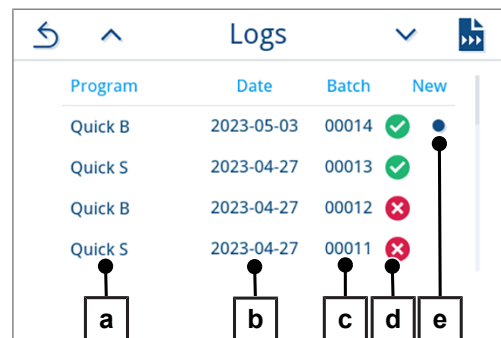 Logs
Program Date Batch New
Quick B 2023-05-03 00014
Quick S 2023-04-27 00013
Quick B 2023-04-27 00012
Quick S 2023-04-27 00011
a b c d e